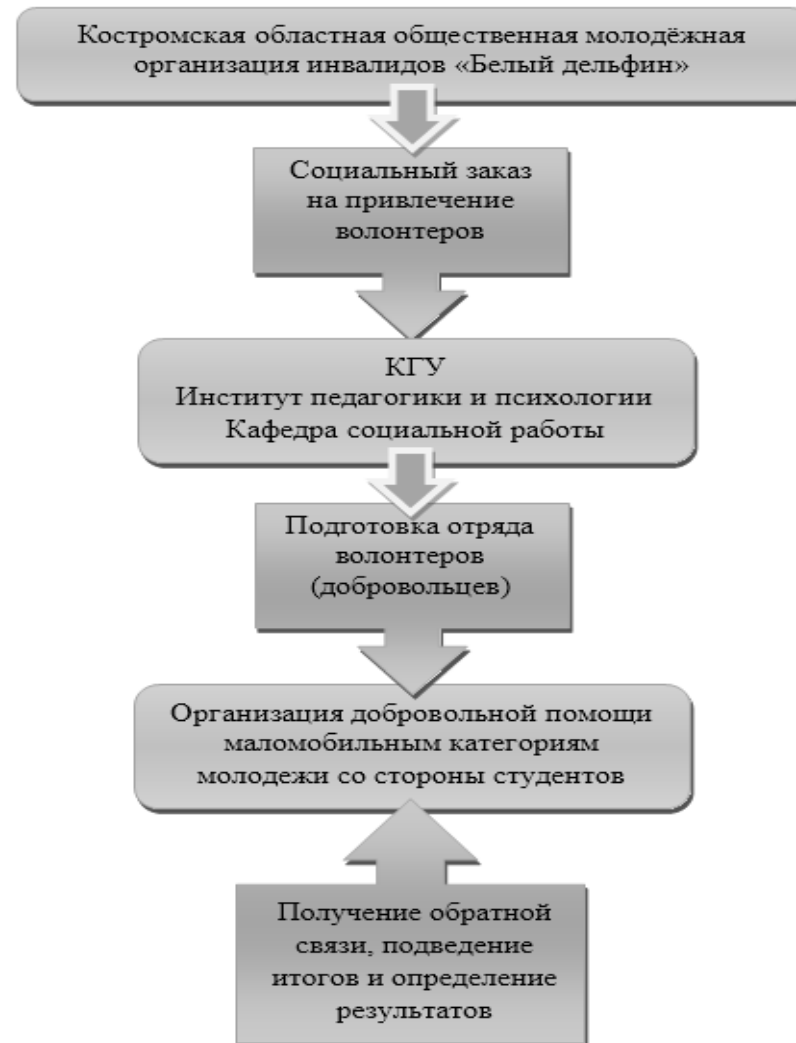 Костромская областная общественная молодёжная
организация инвалидов «Белый дельфин»
Социальный заказ
на привлечение
волонтеров
КГУ
Институт педагогики и психологии
Кафедра социальной работы
Подготовка отряда
волонтеров
(добровольцев)
Организация добровольной помощи
маломобильным категориям
молодежи со стороны студентов
Получение обратной
связи, подведение
итогов и определение
результатов